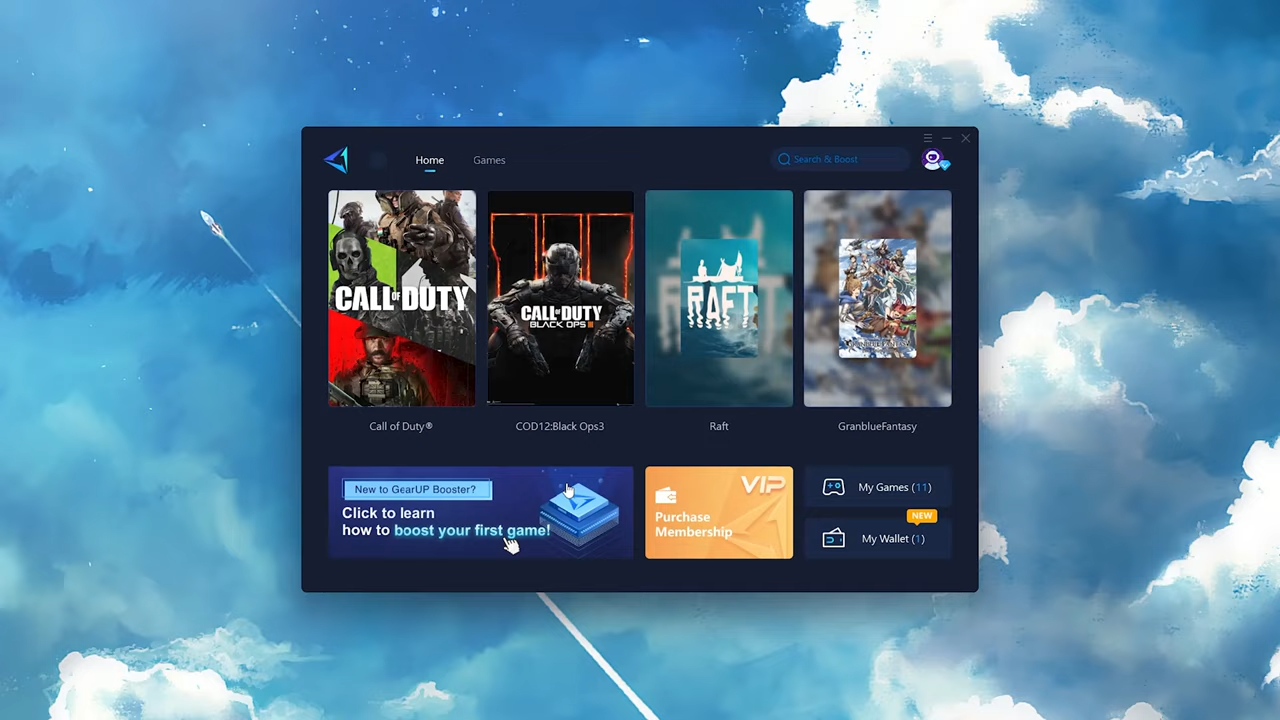 Home
Games
Search & Boost
CALL OF DUTY
CALL OF DUTY
BLACK OPS III
RAFT
GRANBLUE FANTASY
Call of Duty®
COD12:Black Ops3
Raft
GranblueFantasy
New to GearUP Booster?
Click to learn
how to boost your first game!
VIP
Purchase
Membership
My Games (11)
NEW
My Wallet (1)